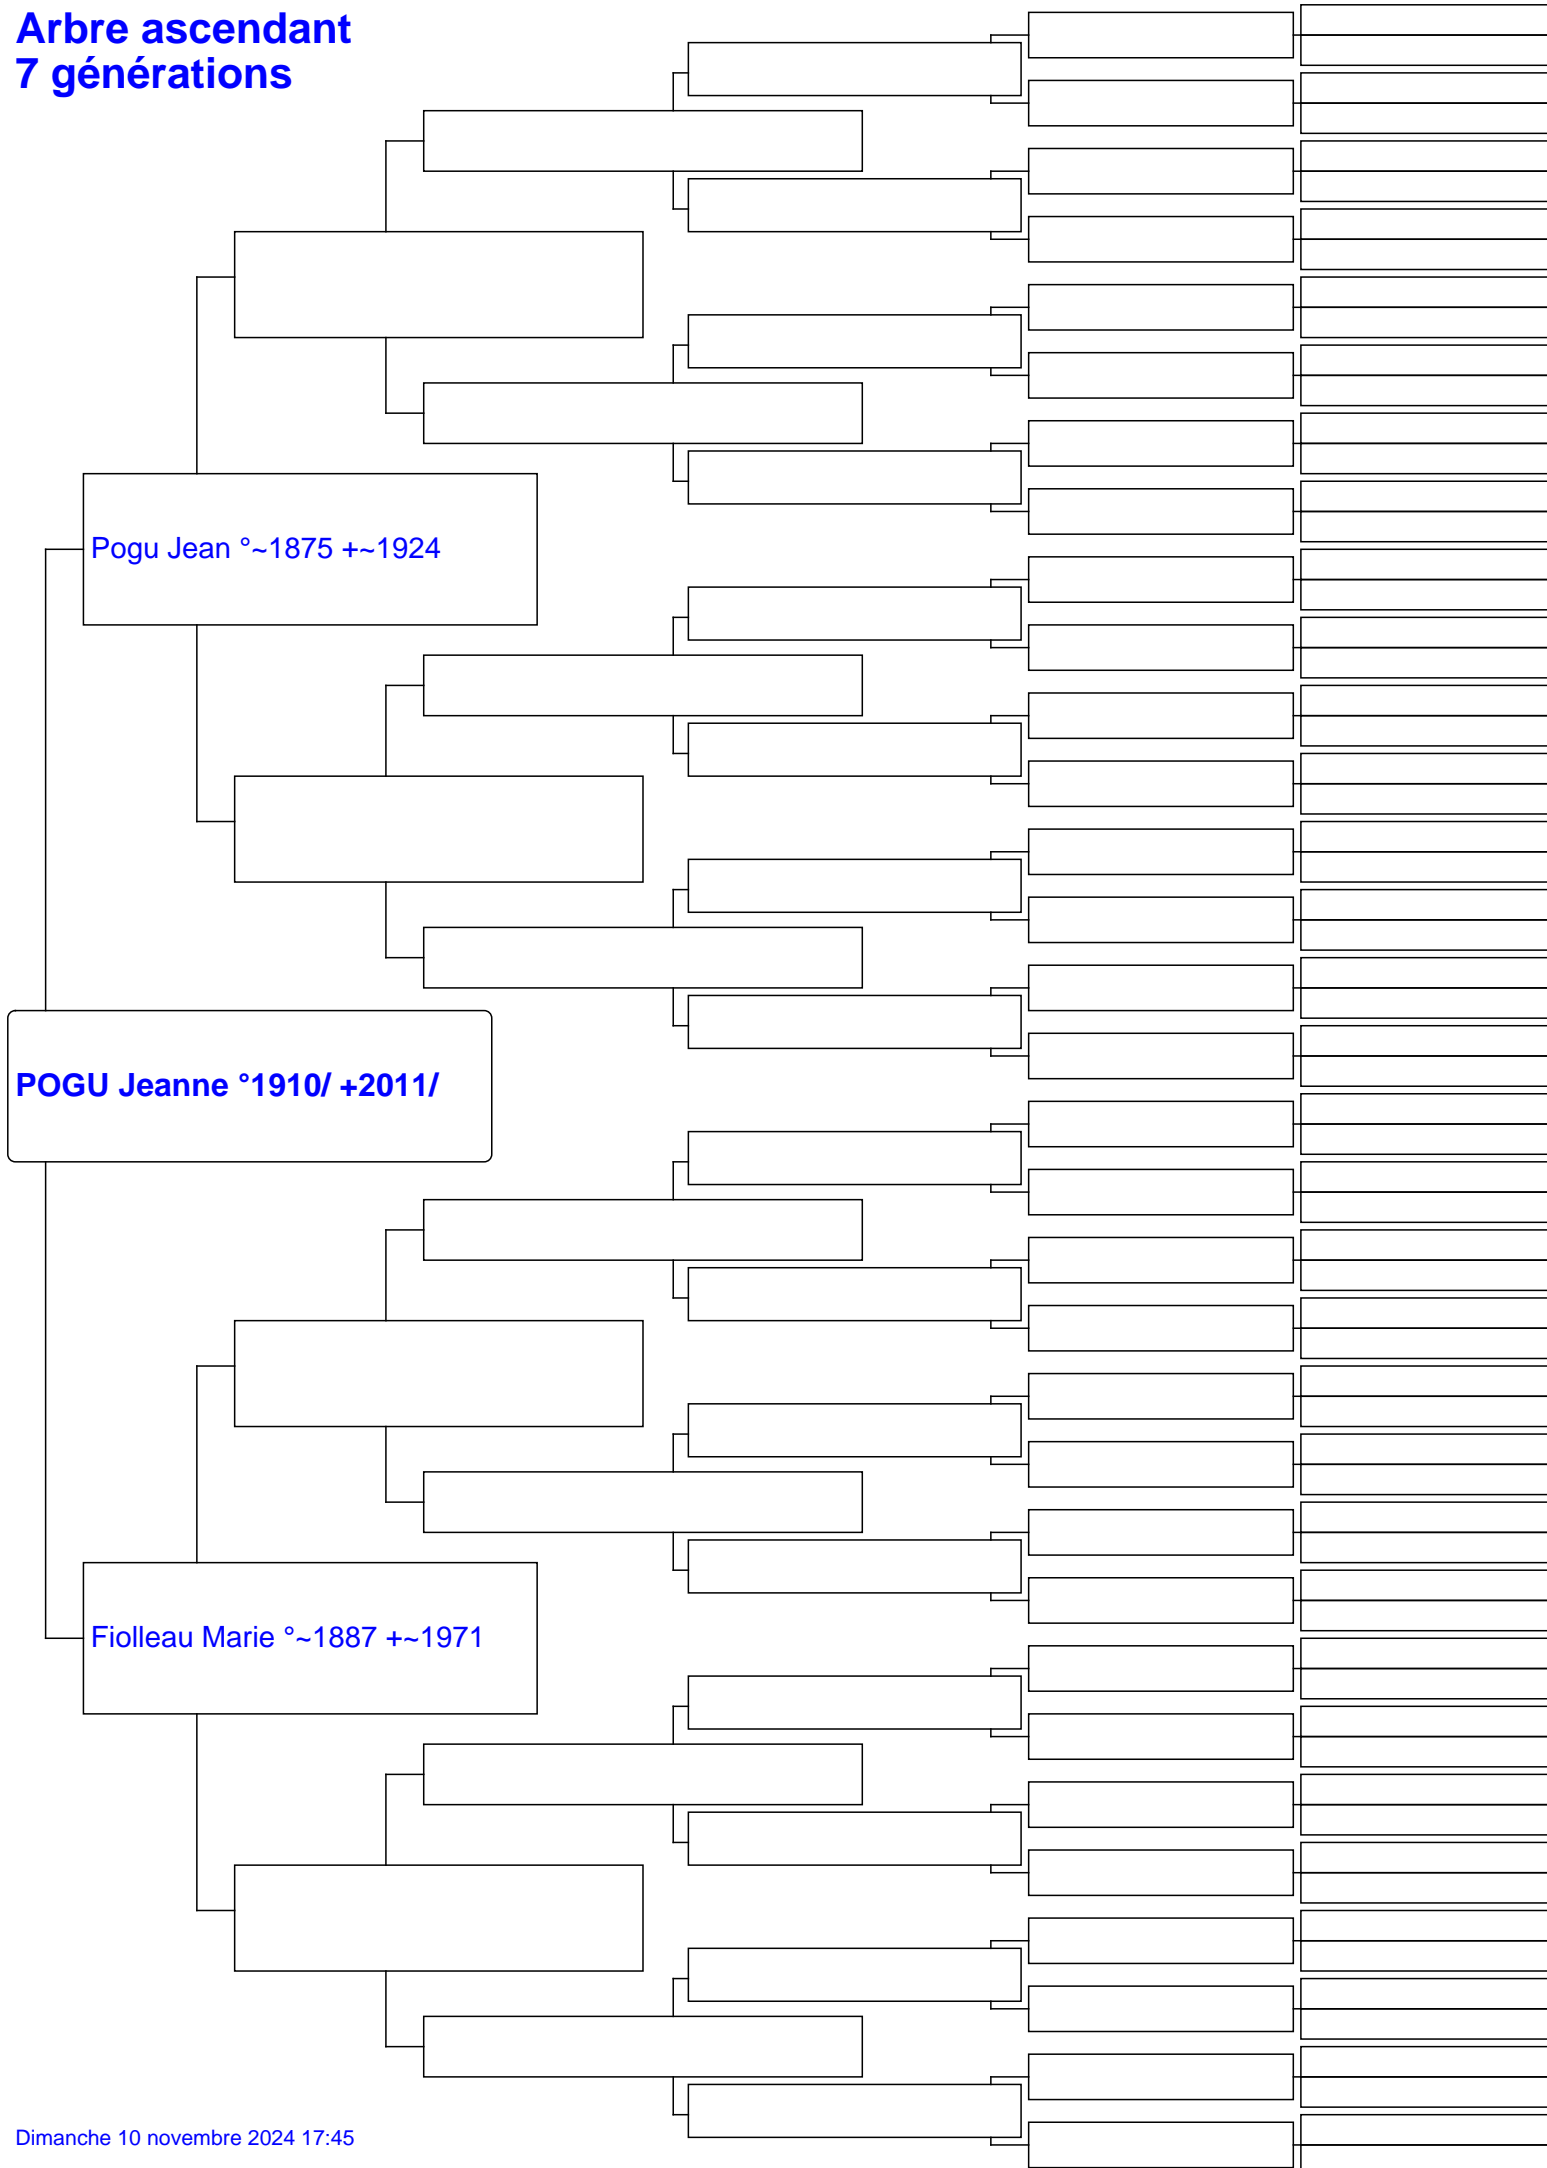 Arbre ascendant
7 générations
Pogu Jean °~1875 +~1924
POGU Jeanne °1910/ +2011/
Fiolleau Marie °~1887 +~1971
Dimanche 10 novembre 2024 17:45